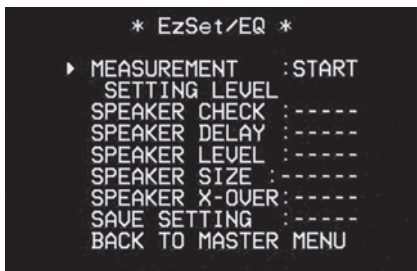 * EzSet/EQ *
MEASUREMENT :START
SETTING LEVEL
SPEAKER CHECK :-----
SPEAKER DELAY :-----
SPEAKER LEVEL :-----
SPEAKER SIZE :------
SPEAKER X-OVER:-----
SAVE SETTING :-----
BACK TO MASTER MENU